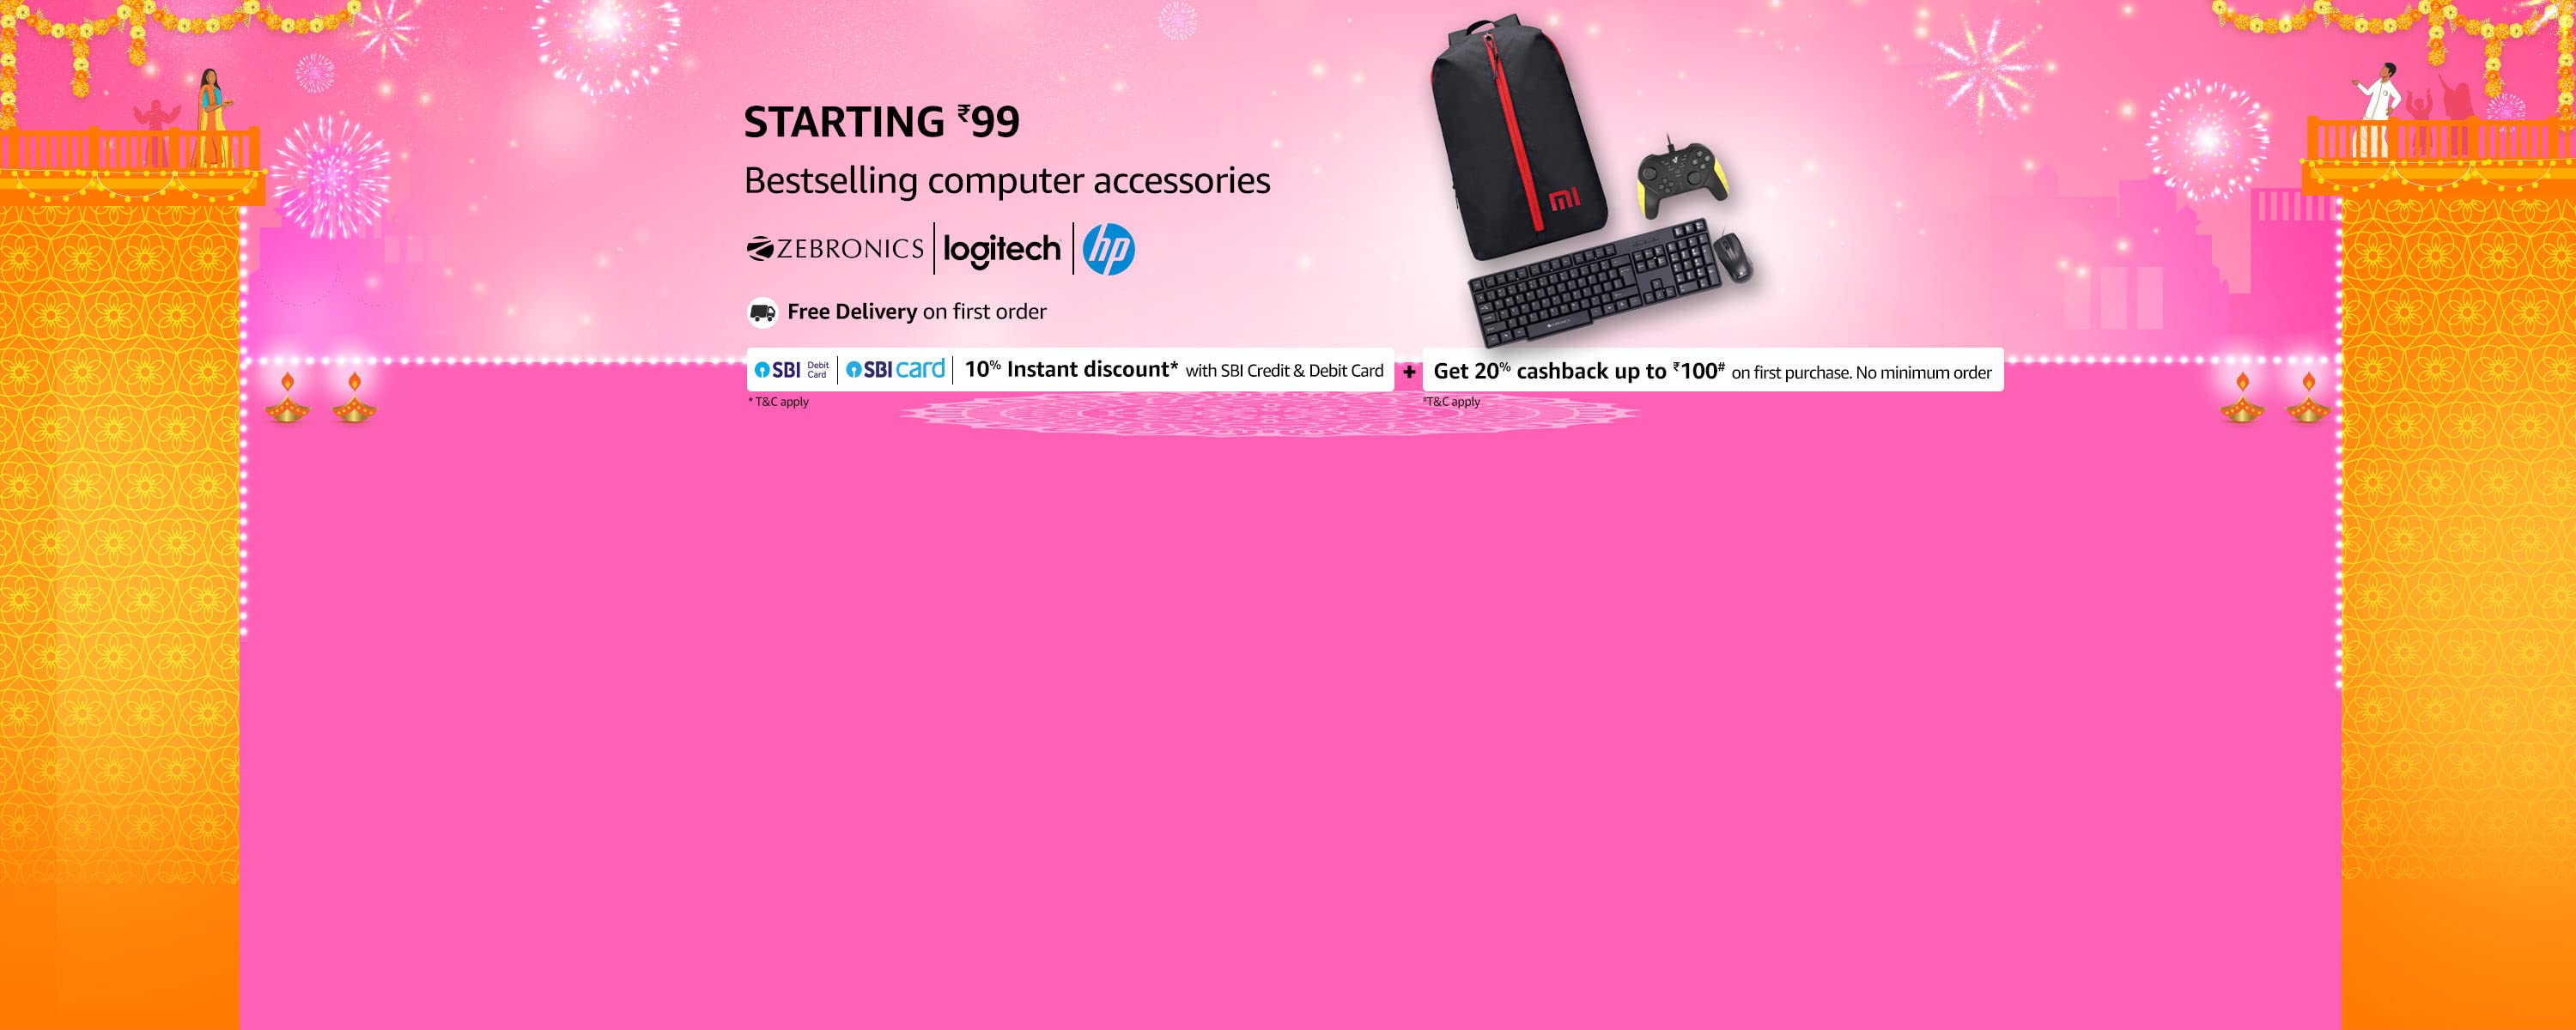 STARTING ₹99
Bestselling computer accessories
ZEBRONICS logitech hp
Free Delivery on first order
SBI Debit Card SBI card 10% Instant discount* with SBI Credit & Debit Card + Get 20% cashback up to ₹100# on first purchase. No minimum order
* T&C apply #T&C apply
mi